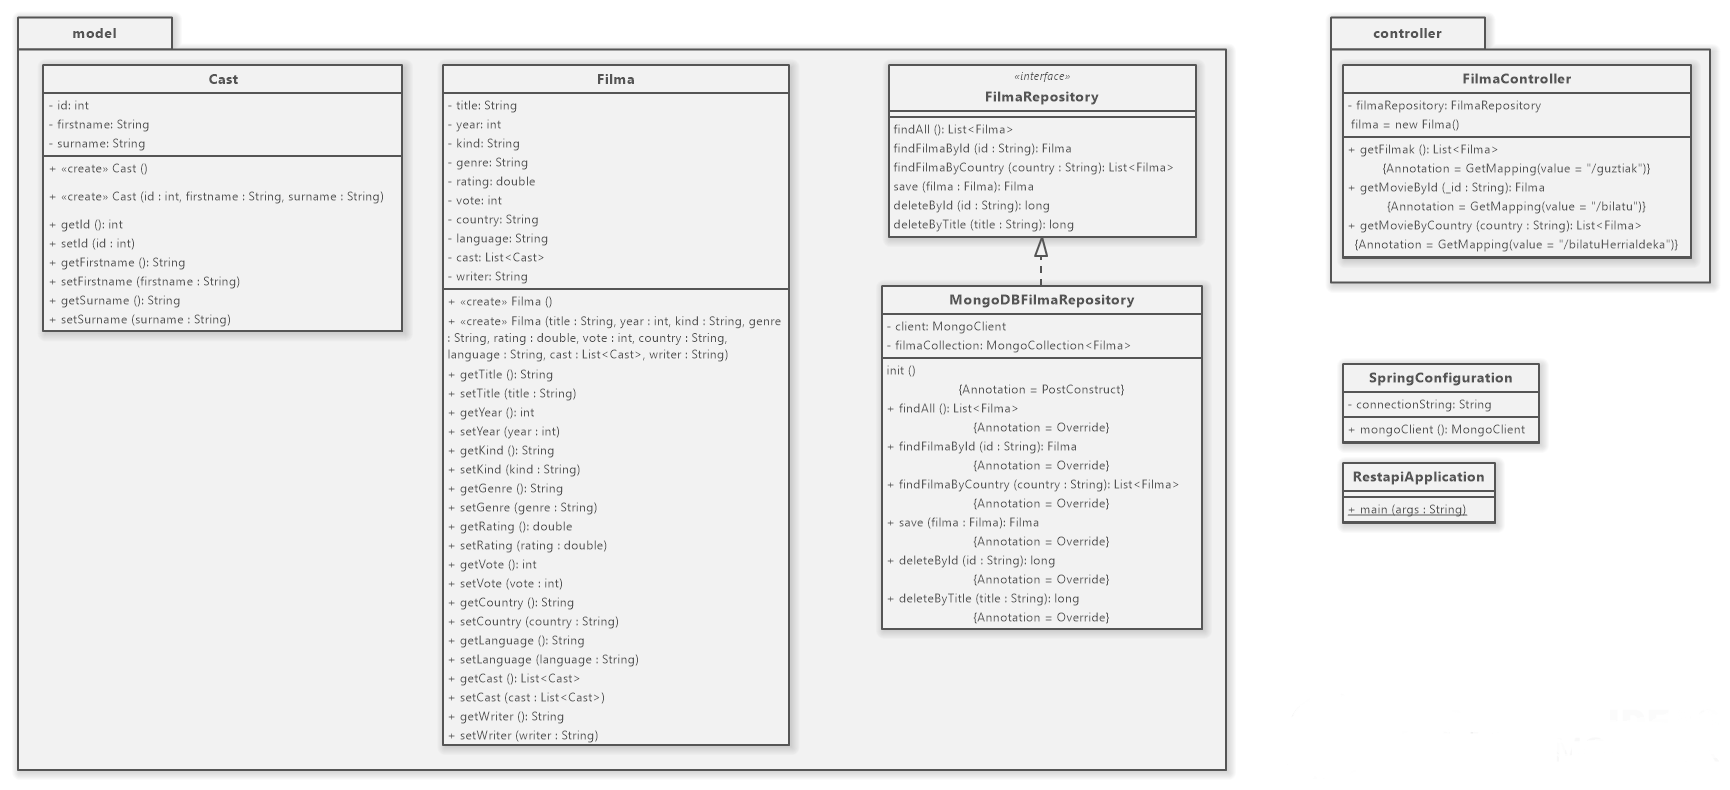 model
Cast
- id: int
- firstname: String
- surname: String
+ «create» Cast ()
+ «create» Cast (id : int, firstname : String, surname : String)
+ getId (): int
+ setId (id : int)
+ getFirstname (): String
+ setFirstname (firstname : String)
+ getSurname (): String
+ setSurname (surname : String)
Filma
- title: String
- year: int
- kind: String
- genre: String
- rating: double
- vote: int
- country: String
- language: String
- cast: List<Cast>
- writer: String
+ «create» Filma ()
+ «create» Filma (title : String, year : int, kind : String, genre
: String, rating : double, vote : int, country : String,
language : String, cast : List<Cast>, writer : String)
+ getTitle (): String
+ setTitle (title : String)
+ getYear (): int
+ setYear (year : int)
+ getKind (): String
+ setKind (kind : String)
+ getGenre (): String
+ setGenre (genre : String)
+ getRating (): double
+ setRating (rating : double)
+ getVote (): int
+ setVote (vote : int)
+ getCountry (): String
+ setCountry (country : String)
+ getLanguage (): String
+ setLanguage (language : String)
+ getCast (): List<Cast>
+ setCast (cast : List<Cast>)
+ getWriter (): String
+ setWriter (writer : String)
«interface»
FilmaRepository
findAll (): List<Filma>
findFilmaById (id : String): Filma
findFilmaByCountry (country : String): List<Filma>
save (filma : Filma): Filma
deleteById (id : String): long
deleteByTitle (title : String): long
MongoDBFilmaRepository
- client: MongoClient
- filmaCollection: MongoCollection<Filma>
init ()
{Annotation = PostConstruct}
+ findAll (): List<Filma>
{Annotation = Override}
+ findFilmaById (id : String): Filma
{Annotation = Override}
+ findFilmaByCountry (country : String): List<Filma>
{Annotation = Override}
+ save (filma : Filma): Filma
{Annotation = Override}
+ deleteById (id : String): long
{Annotation = Override}
+ deleteByTitle (title : String): long
{Annotation = Override}
controller
FilmaController
- filmaRepository: FilmaRepository
filma = new Filma()
+ getFilmak (): List<Filma>
{Annotation = GetMapping(value = "/guztiak")}
+ getMovieById (_id : String): Filma
{Annotation = GetMapping(value = "/bilatu")}
+ getMovieByCountry (country : String): List<Filma>
{Annotation = GetMapping(value = "/bilatuHerrialdeka")}
SpringConfiguration
- connectionString: String
+ mongoClient (): MongoClient
RestapiApplication
+ main (args : String)